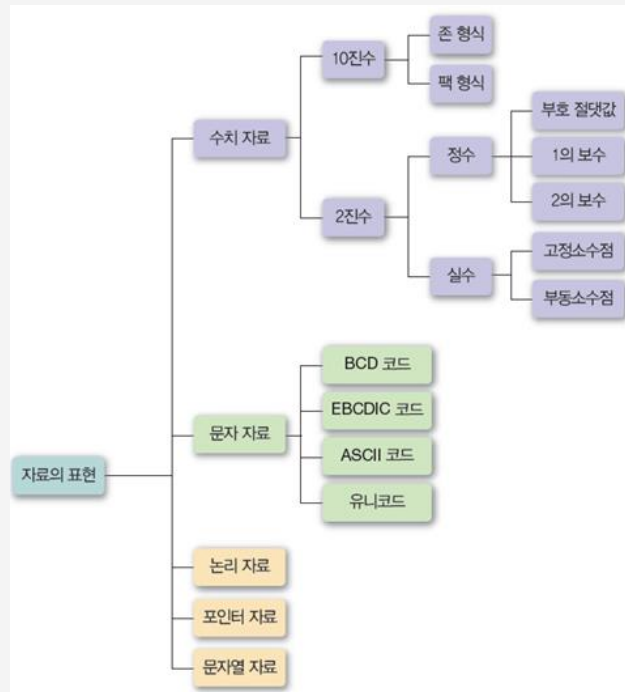 자료의 표현
수치 자료
10진수
존 형식
팩 형식
2진수
정수
부호 절댓값
1의 보수
2의 보수
실수
고정소수점
부동소수점
문자 자료
BCD 코드
EBCDIC 코드
ASCII 코드
유니코드
논리 자료
포인터 자료
문자열 자료